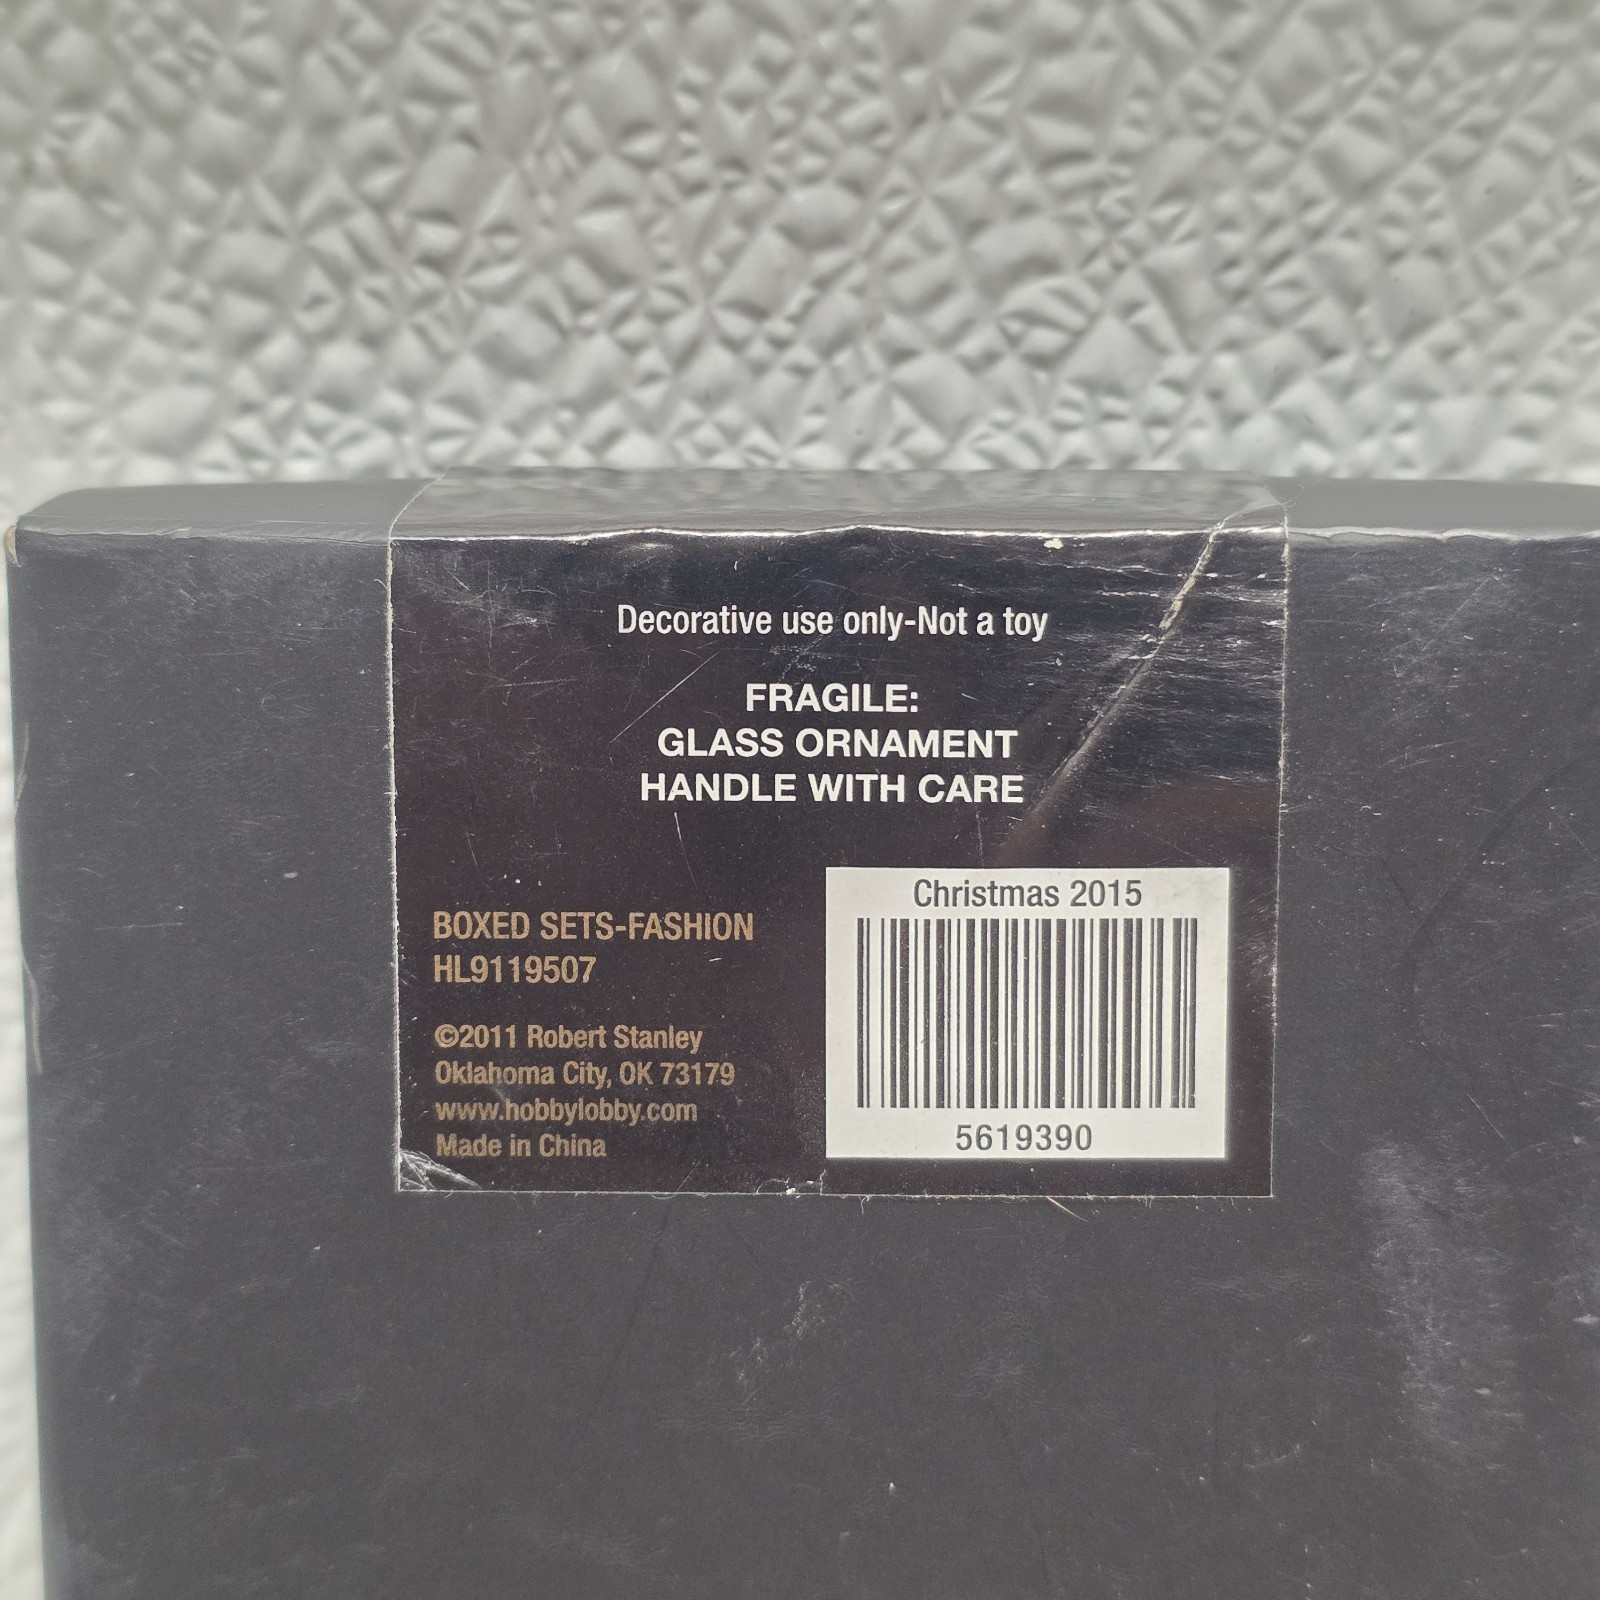 Decorative use only-Not a toy
FRAGILE:
GLASS ORNAMENT
HANDLE WITH CARE
BOXED SETS-FASHION
HL9119507
©2011 Robert Stanley
Oklahoma City, OK 73179
www.hobbylobby.com
Made in China
Christmas 2015
5619390